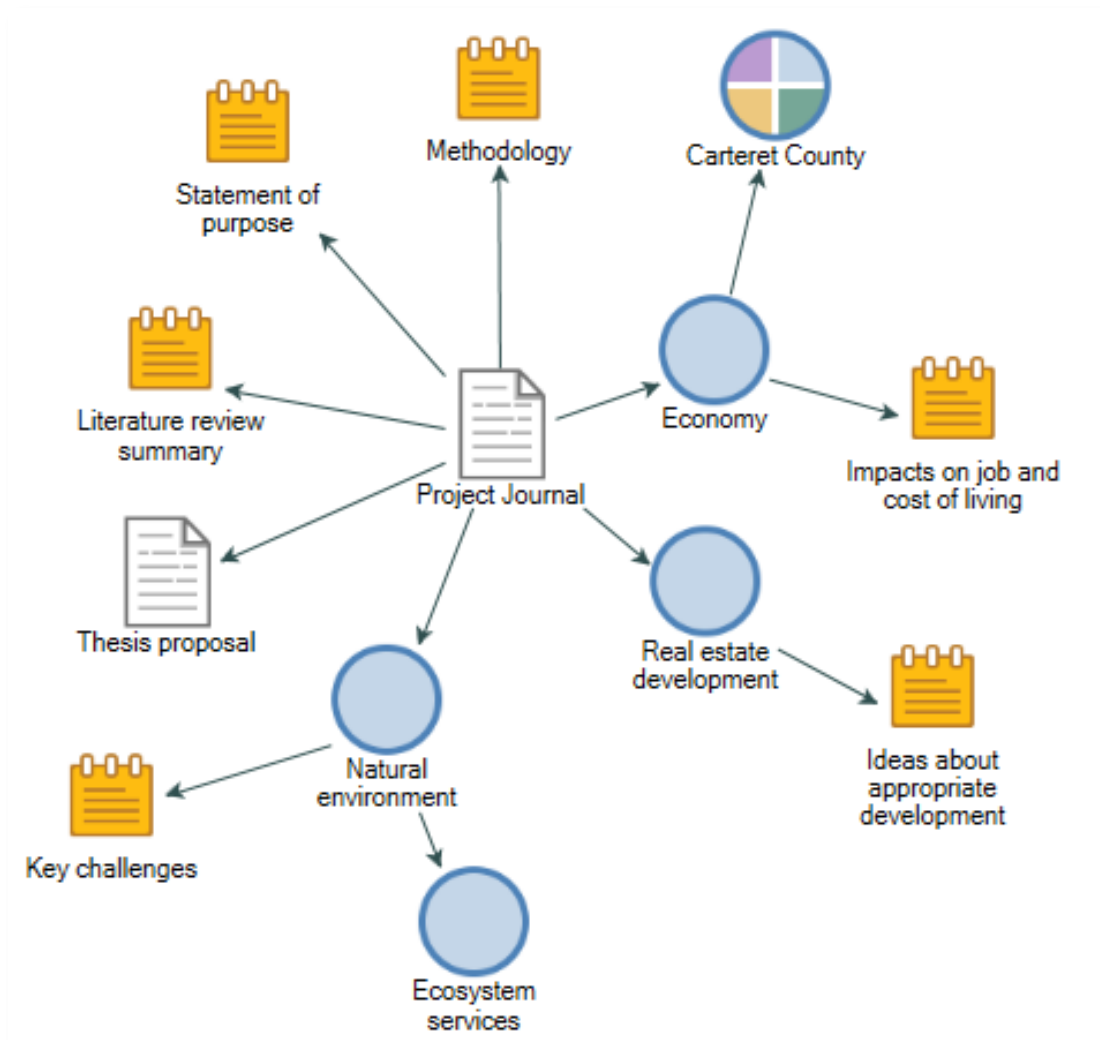 Methodology
Carteret County
Statement of
purpose
Economy
Literature review
summary
Impacts on job and
cost of living
Project Journal
Thesis proposal
Real estate
development
Natural
environment
Ideas about
appropriate
development
Key challenges
Ecosystem
services